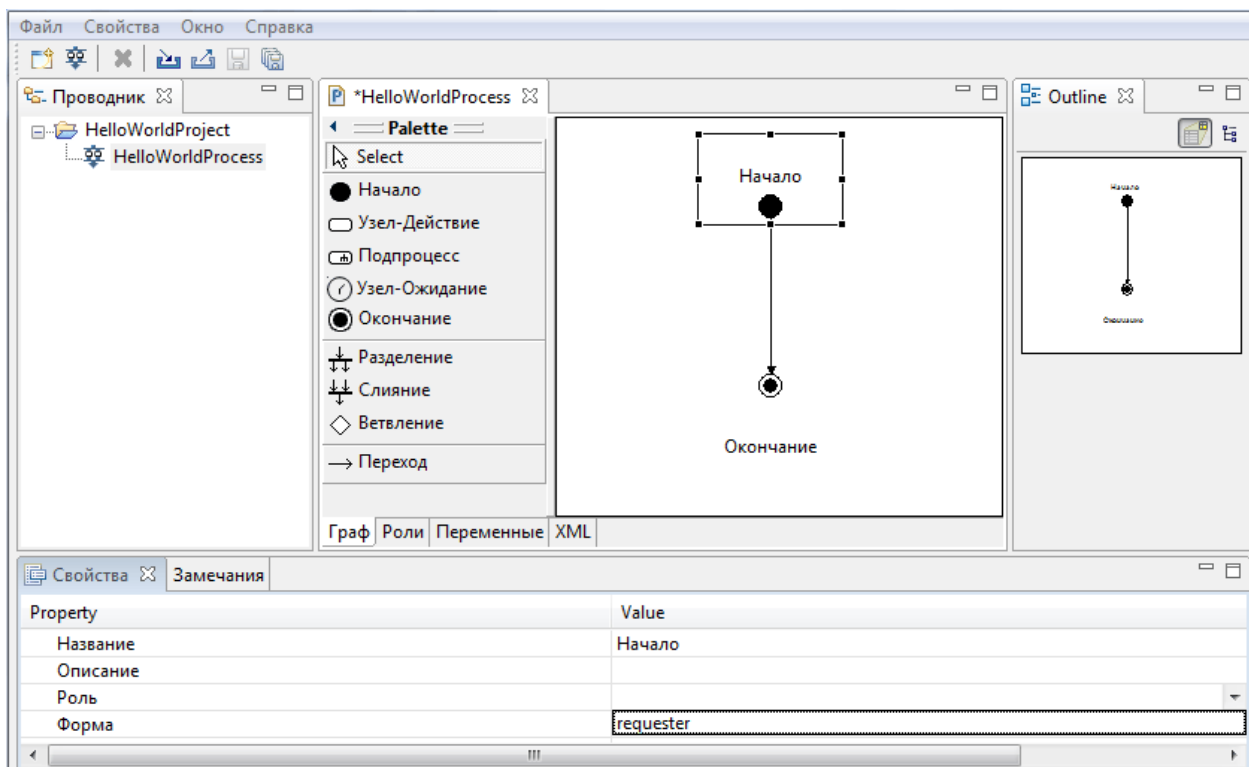 Файл Свойства Окно Справка
Проводник
HelloWorldProject
HelloWorldProcess
*HelloWorldProcess
Palette
Select
Начало
Узел-Действие
Подпроцесс
Узел-Ожидание
Окончание
Разделение
Слияние
Ветвление
Переход
Начало
Окончание
Граф Роли Переменные XML
Outline
Начало
Окончание
Свойства Замечания
Property Value
Название Начало
Описание
Роль
Форма requester